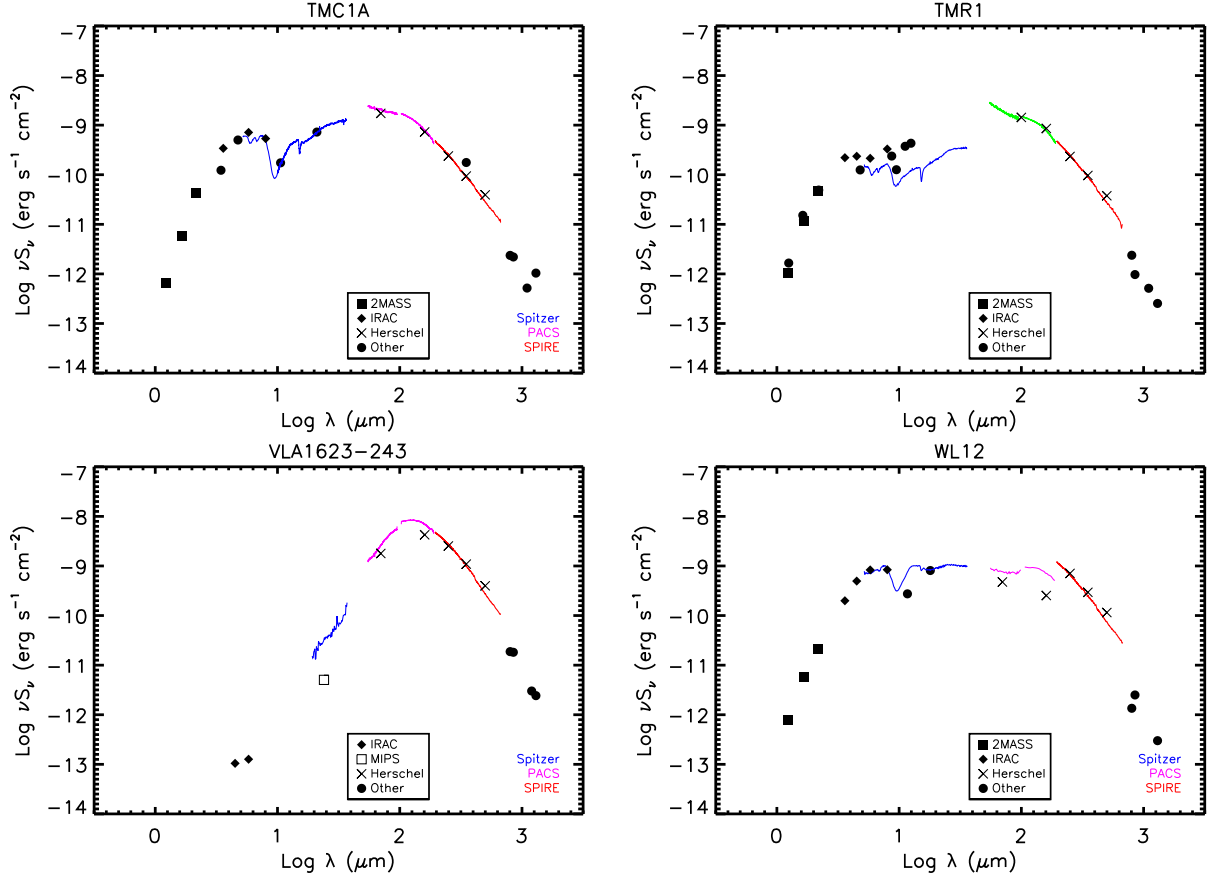 TMC1A
-7
-8
-9
-10
-11
-12
-13
-14
Log νSν (erg s⁻¹ cm⁻²)
2MASS
IRAC
Herschel
Other
Spitzer
PACS
SPIRE
0 1 2 3
Log λ (μm)
TMR1
-7
-8
-9
-10
-11
-12
-13
-14
Log νSν (erg s⁻¹ cm⁻²)
2MASS
IRAC
Herschel
Other
0 1 2 3
Log λ (μm)
VLA1623-243
-7
-8
-9
-10
-11
-12
-13
-14
Log νSν (erg s⁻¹ cm⁻²)
IRAC
MIPS
Herschel
Other
Spitzer
PACS
SPIRE
0 1 2 3
Log λ (μm)
WL12
-7
-8
-9
-10
-11
-12
-13
-14
Log νSν (erg s⁻¹ cm⁻²)
2MASS
IRAC
Herschel
Other
Spitzer
PACS
SPIRE
0 1 2 3
Log λ (μm)